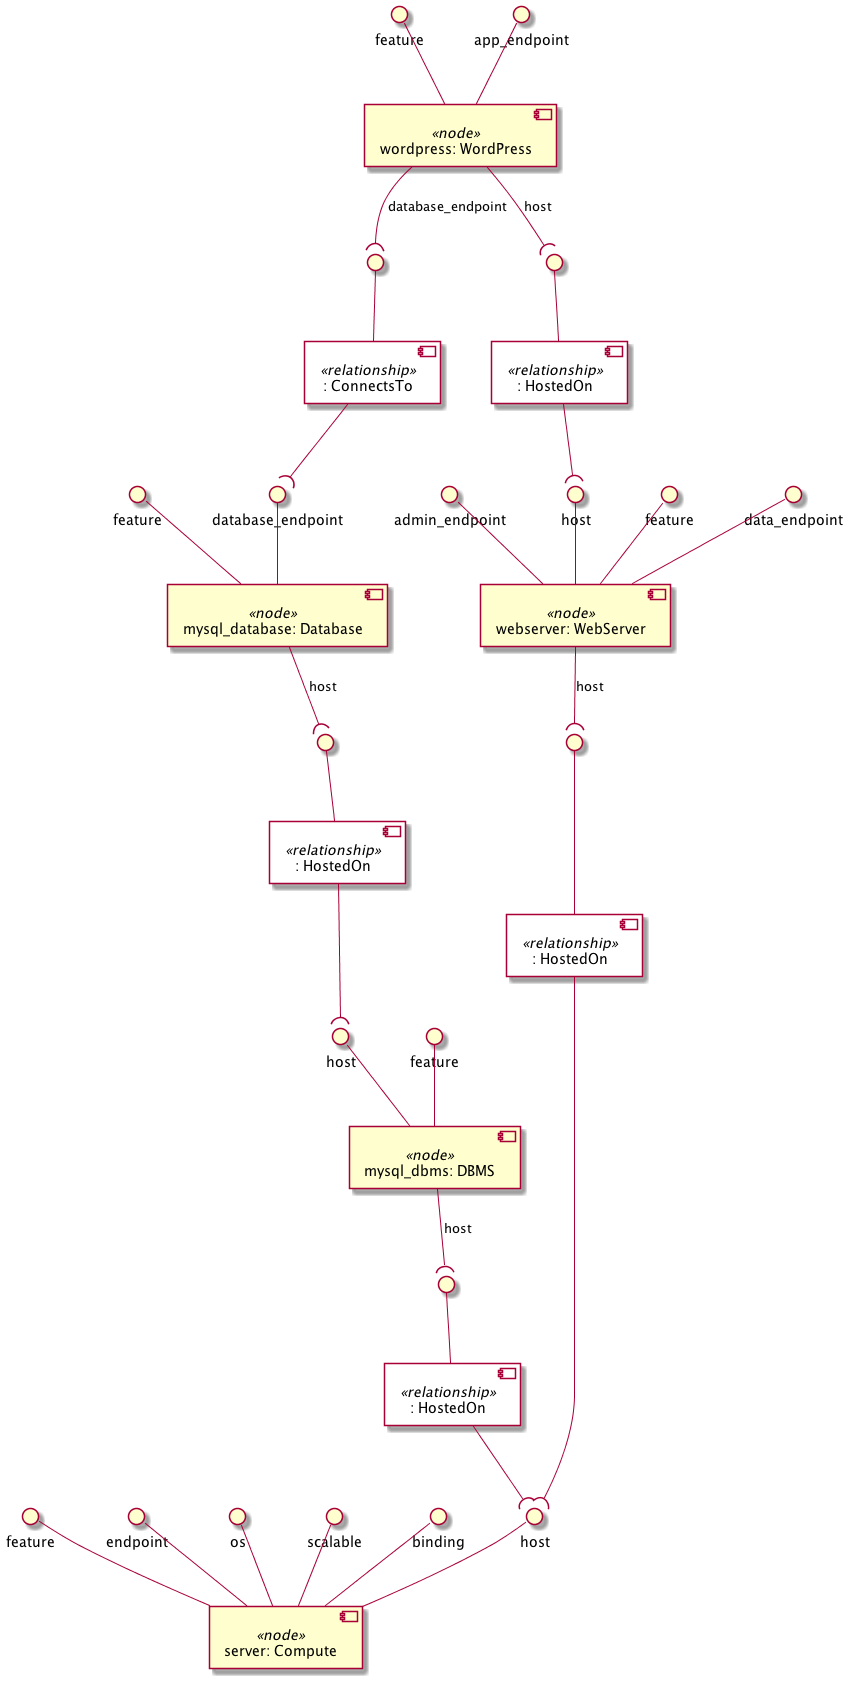 feature
app_endpoint
«node»
wordpress: WordPress
database_endpoint
host
«relationship»
: ConnectsTo
«relationship»
: HostedOn
feature
database_endpoint
admin_endpoint
host
feature
data_endpoint
«node»
mysql_database: Database
«node»
webserver: WebServer
host
host
«relationship»
: HostedOn
«relationship»
: HostedOn
host
feature
«node»
mysql_dbms: DBMS
host
«relationship»
: HostedOn
feature
endpoint
os
scalable
binding
host
«node»
server: Compute